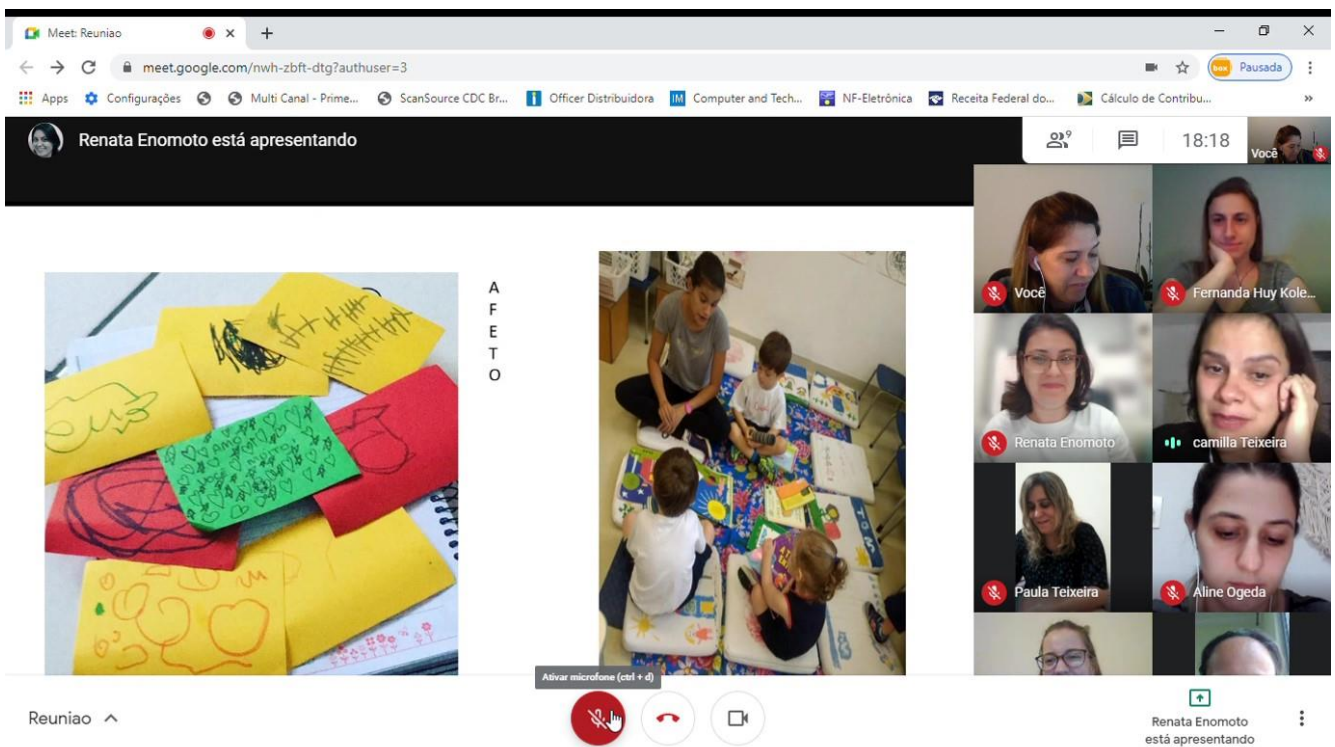 Meet: Reuniao
meet.google.com/nwh-zbft-dtg?authuser=3
Pausada
Apps
Configurações
Multi Canal - Prime...
ScanSource CDC Br...
Officer Distribuidora
Computer and Tech...
NF-Eletrônica
Receita Federal do...
Cálculo de Contribu...
Renata Enomoto está apresentando
9
18:18
Você
Você
Fernanda Huy Kole...
Renata Enomoto
camilla Teixeira
Paula Teixeira
Aline Ogeda
A
F
E
T
O
Ativar microfone (ctrl + d)
Reuniao
Renata Enomoto
está apresentando